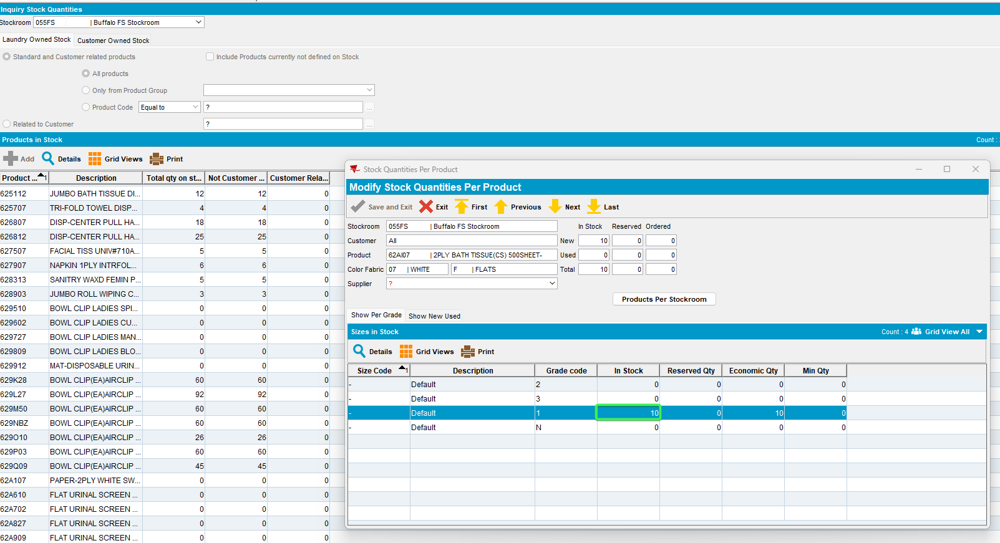 Inquiry Stock Quantities
Stockroom 055FS | Buffalo FS Stockroom
Laundry Owned Stock Customer Owned Stock
Standard and Customer related products Include Products currently not defined on Stock
All products
Only from Product Group
Product Code Equal to ? ...
Related to Customer ? ...
Products in Stock Count :
Add Details Grid Views Print
Product ... 1 Description Total qty on st... Not Customer ... Customer Rela...
625112 JUMBO BATH TISSUE DI... 12 12 0
625707 TRI-FOLD TOWEL DISP... 4 4 0
626807 DISP-CENTER PULL HA... 18 18 0
626812 DISP-CENTER PULL HA... 25 25 0
627507 FACIAL TISS UNIV#710A... 5 5 0
627907 NAPKIN 1PLY INTRFOL... 6 6 0
628313 SANITRY WAXD FEMIN P... 5 5 0
628903 JUMBO ROLL WIPING C... 3 3 0
629510 BOWL CLIP LADIES SPI... 0 0 0
629602 BOWL CLIP LADIES CU... 0 0 0
629727 BOWL CLIP LADIES MAN... 0 0 0
629809 BOWL CLIP LADIES BLO... 0 0 0
629912 MAT-DISPOSABLE URIN... 0 0 0
629K28 BOWL CLIP(EA)AIRCLIP ... 60 60 0
629L27 BOWL CLIP(EA)AIRCLIP ... 92 92 0
629M50 BOWL CLIP(EA)AIRCLIP ... 60 60 0
629NBZ BOWL CLIP(EA)AIRCLIP ... 60 60 0
629O10 BOWL CLIP(EA)AIRCLIP ... 26 26 0
629P03 BOWL CLIP(EA)AIRCLIP ... 60 60 0
629Q09 BOWL CLIP(EA)AIRCLIP ... 45 45 0
62A107 PAPER-2PLY WHITE SW... 0 0 0
62A610 FLAT URINAL SCREEN ... 0 0 0
62A702 FLAT URINAL SCREEN ... 0 0 0
62A827 FLAT URINAL SCREEN ... 0 0 0
62A909 FLAT URINAL SCREEN ... 0 0 0
Stock Quantities Per Product
Modify Stock Quantities Per Product
Save and Exit Exit First Previous Next Last
Stockroom 055FS | Buffalo FS Stockroom In Stock Reserved Ordered
Customer All New 10 0 0
Product 62AI07 | 2PLY BATH TISSUE(CS) 500SHEET- Used 0 0 0
Color Fabric 07 | WHITE F | FLATS Total 10 0 0
Supplier ?
Products Per Stockroom
Show Per Grade Show New Used
Sizes in Stock Count : 4 Grid View All
Details Grid Views Print
Size Code 1 Description Grade code In Stock Reserved Qty Economic Qty Min Qty
- Default 2 0 0 0 0
- Default 3 0 0 0 0
- Default 1 10 0 10 0
- Default N 0 0 0 0